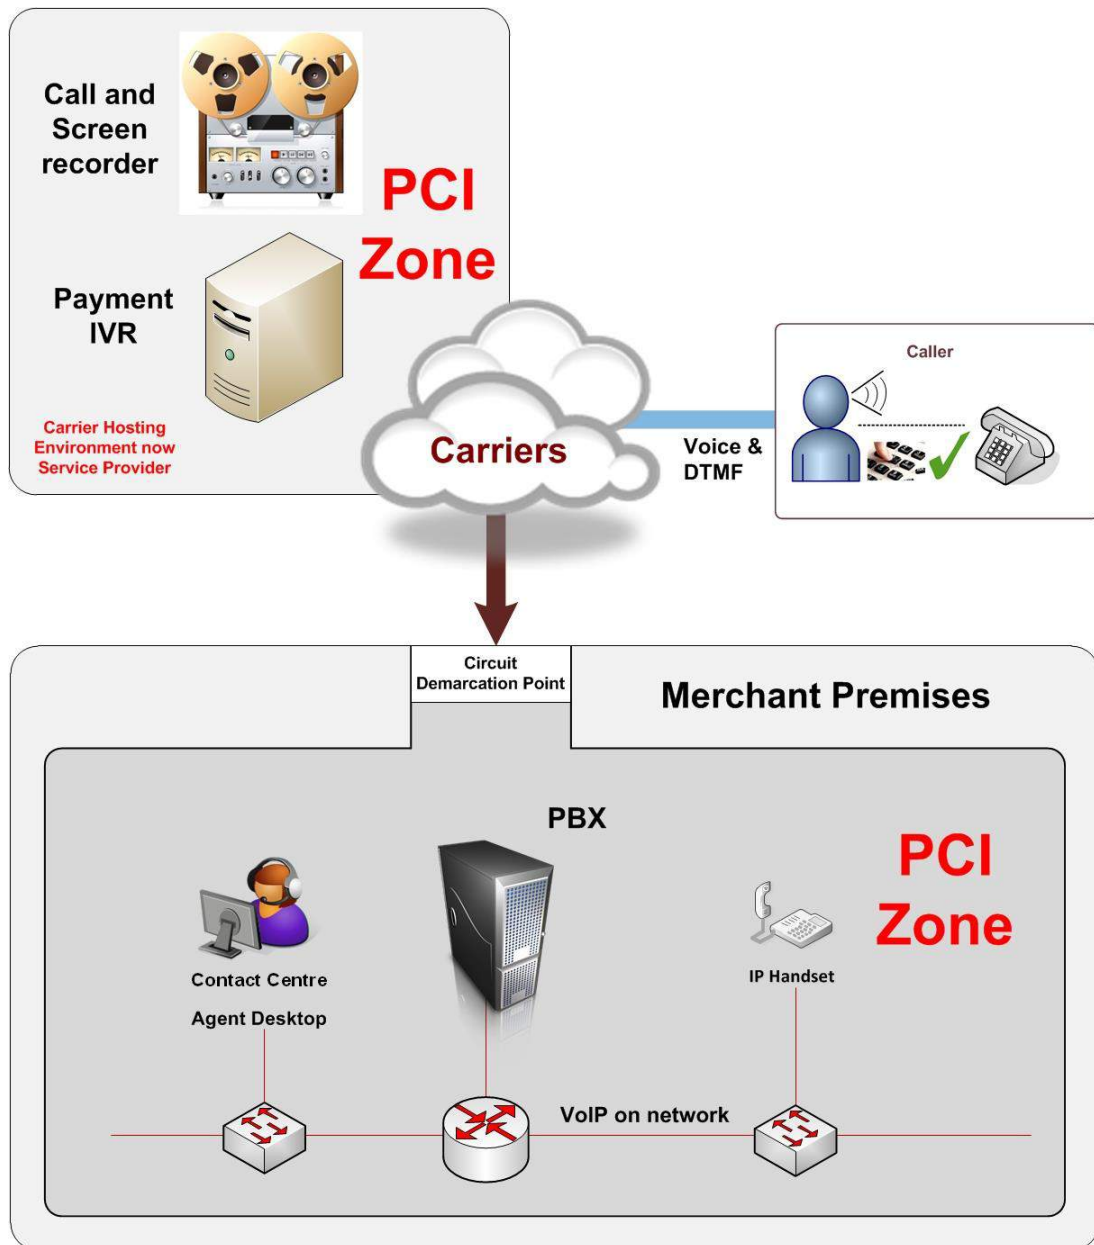 Call and
Screen
recorder
PCI
Zone
Payment
IVR
Carrier Hosting
Environment now
Service Provider
Carriers
Voice &
DTMF
Caller
Circuit
Demarcation Point
Merchant Premises
PBX
PCI
Zone
Contact Centre
Agent Desktop
IP Handset
VoIP on network